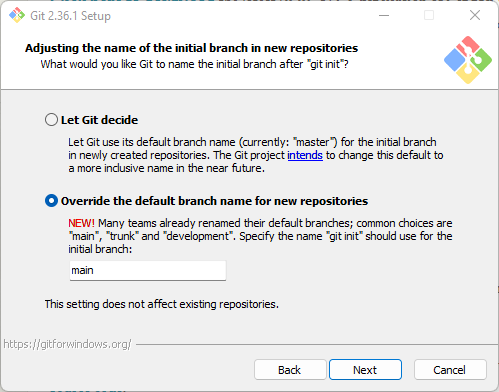 Git 2.36.1 Setup
Adjusting the name of the initial branch in new repositories
What would you like Git to name the initial branch after "git init"?
Let Git decide
Let Git use its default branch name (currently: "master") for the initial branch
in newly created repositories. The Git project intends to change this default to
a more inclusive name in the near future.
Override the default branch name for new repositories
NEW! Many teams already renamed their default branches; common choices are
"main", "trunk" and "development". Specify the name "git init" should use for the
initial branch:
main
This setting does not affect existing repositories.
https://gitforwindows.org/
Back
Next
Cancel